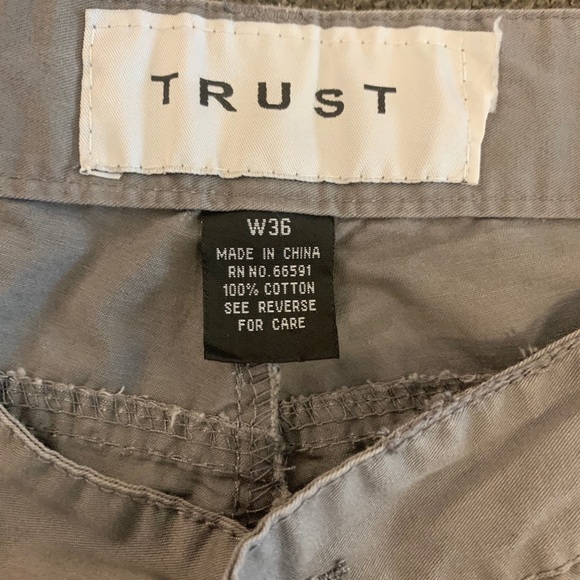 TRUST
W36
MADE IN CHINA
RN NO.66591
100% COTTON
SEE REVERSE
FOR CARE